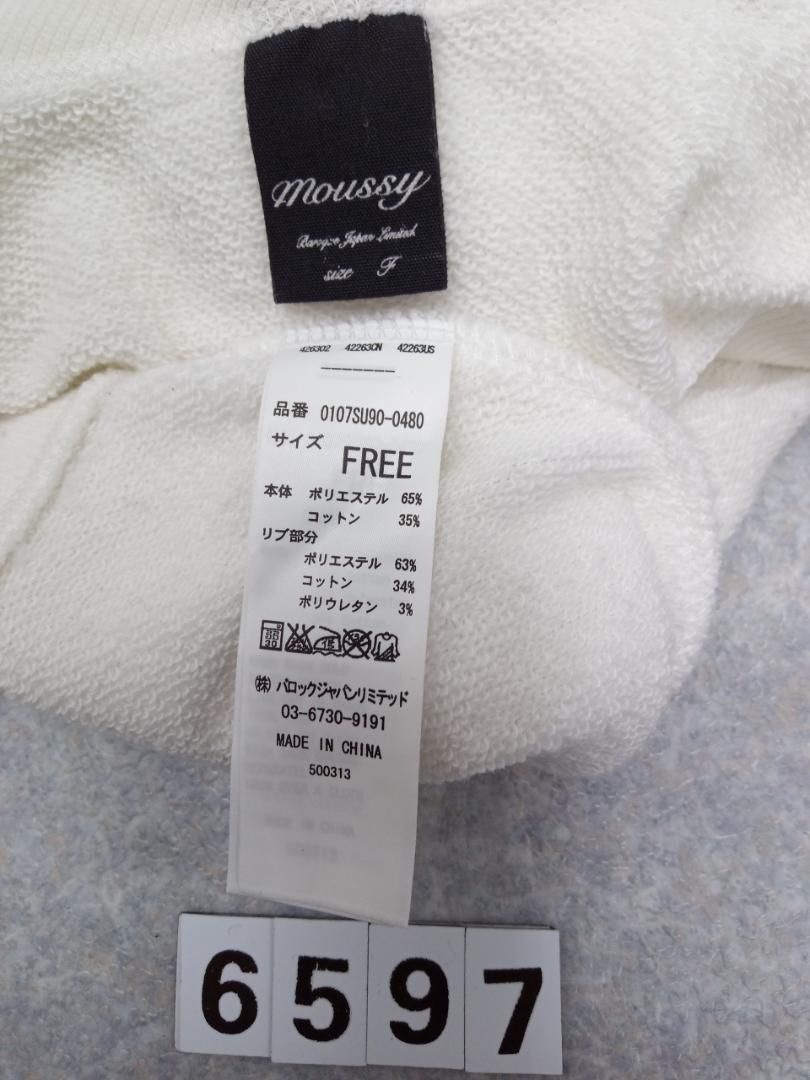 moussy
Baroque Japan Limited
size F
426302 42263CN 42263US
-------
品番 0107SU90-0480
サイズ FREE
本体 ポリエステル 65%
コットン 35%
リブ部分
ポリエステル 63%
コットン 34%
ポリウレタン 3%
㈱ バロックジャパンリミテッド
03-6730-9191
MADE IN CHINA
500313
6597